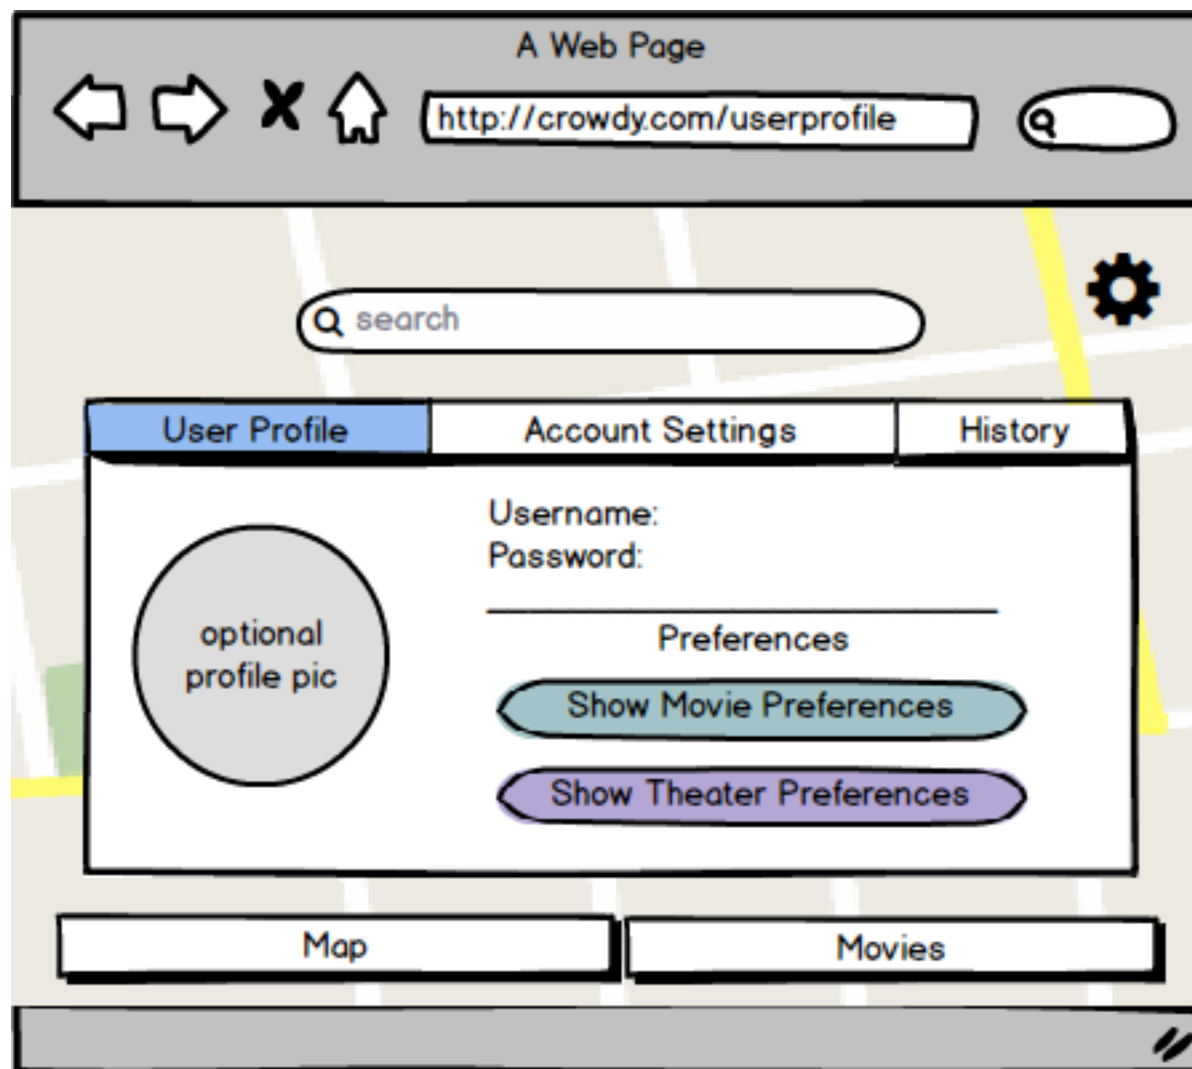 A Web Page
http://crowdy.com/userprofile
search
User Profile
Account Settings
History
Username:
Password:
optional
profile pic
Preferences
Show Movie Preferences
Show Theater Preferences
Map
Movies